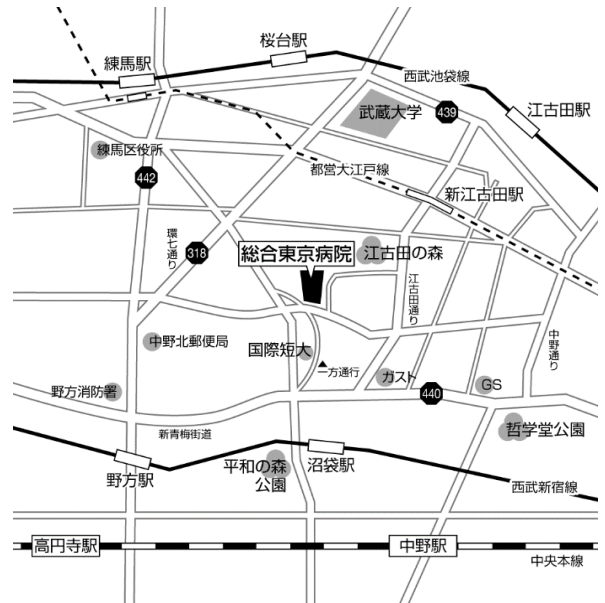 桜台駅
練馬駅
西武池袋線
江古田駅
武蔵大学
439
練馬区役所
都営大江戸線
442
新江古田駅
環七通り
318
総合東京病院
江古田の森
江古田通り
中野通り
中野北郵便局
国際短大
一方通行
ガスト
GS
野方消防署
440
新青梅街道
哲学堂公園
野方駅
平和の森
公園
沼袋駅
西武新宿線
高円寺駅
中野駅
中央本線